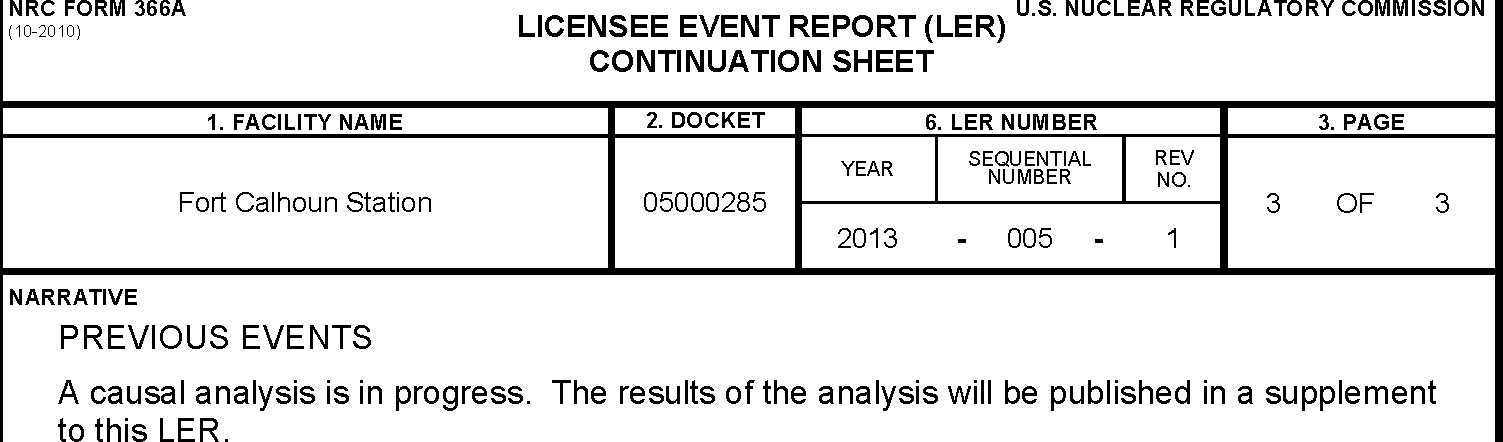 NRC FORM 366A
(10-2010)
LICENSEE EVENT REPORT (LER)
CONTINUATION SHEET
U.S. NUCLEAR REGULATORY COMMISSION
1. FACILITY NAME
2. DOCKET
6. LER NUMBER
3. PAGE
Fort Calhoun Station
05000285
YEAR
SEQUENTIAL
NUMBER
REV
NO.
2013 - 005 - 1
3 OF 3
NARRATIVE
PREVIOUS EVENTS
A causal analysis is in progress. The results of the analysis will be published in a supplement
to this LER.